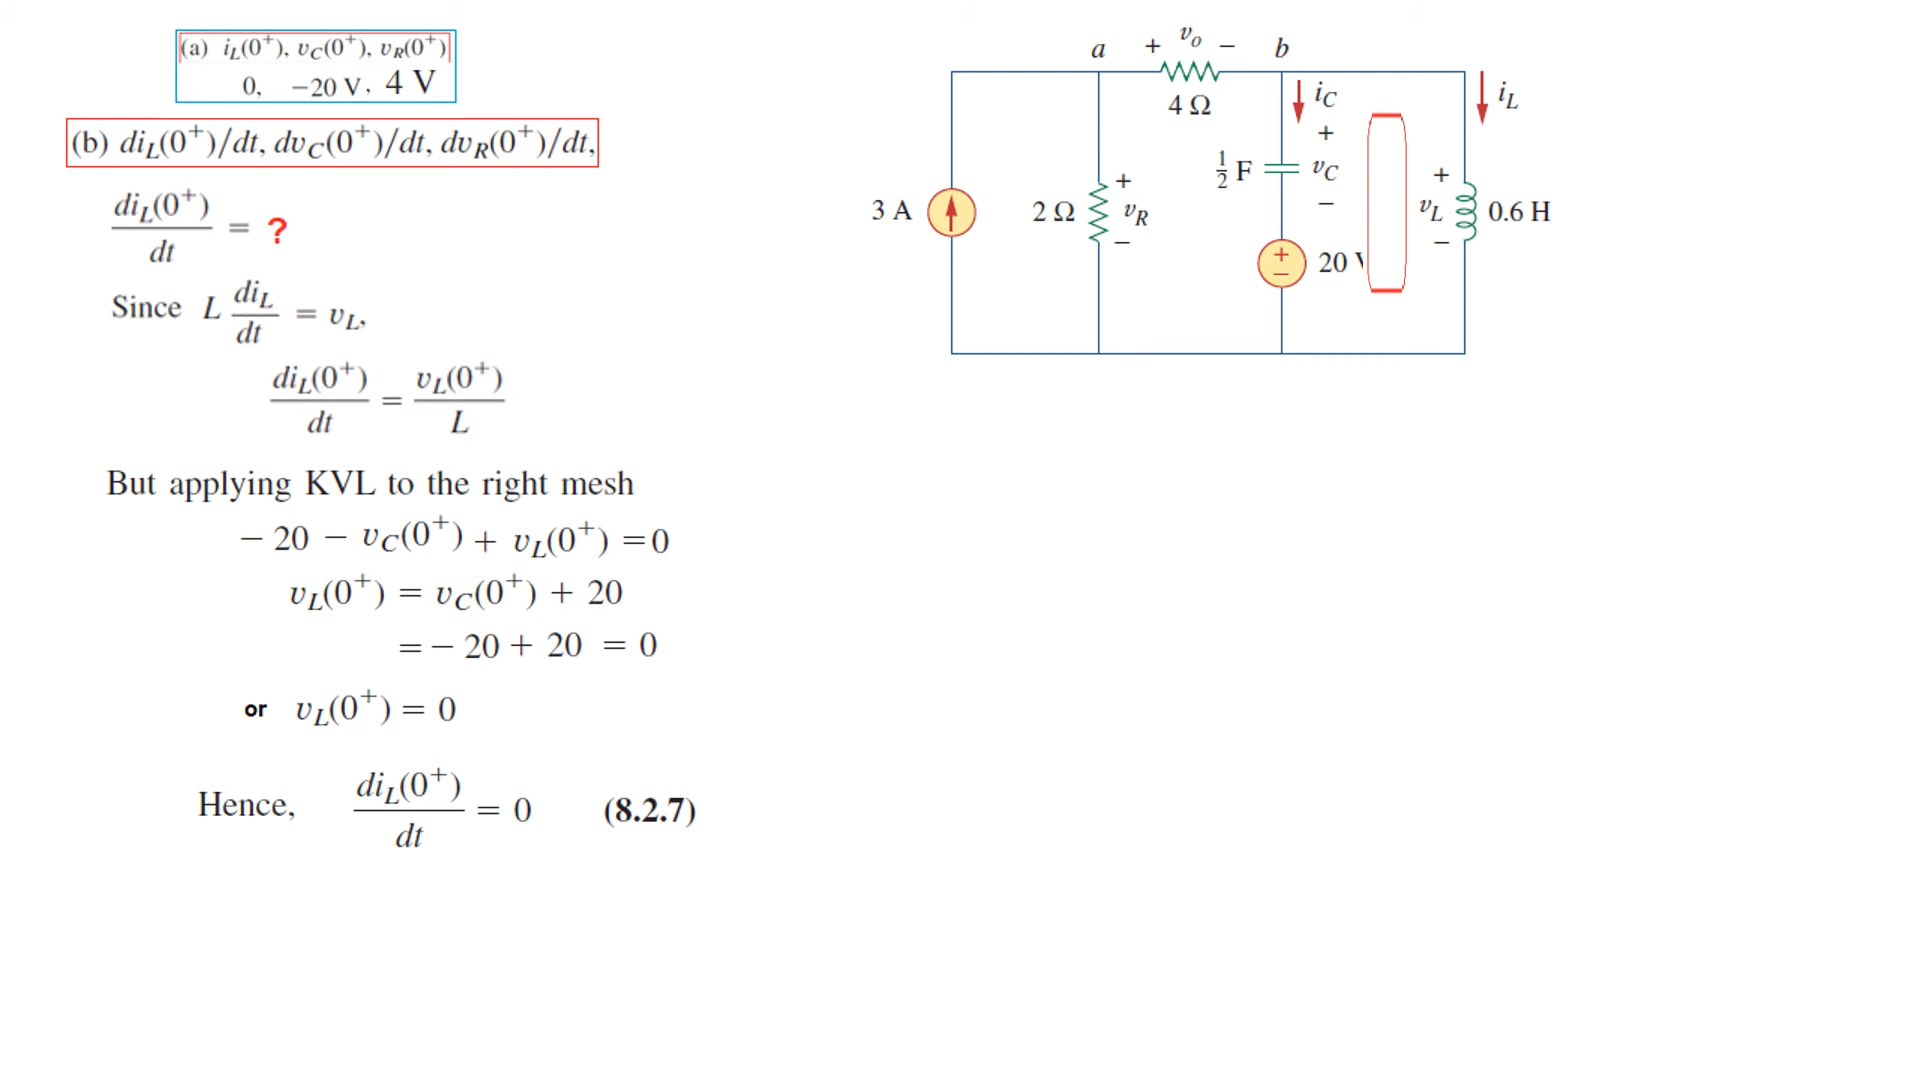 (a) i_L(0⁺), v_C(0⁺), v_R(0⁺)
0, −20 V, 4 V
(b) di_L(0⁺)/dt, dv_C(0⁺)/dt, dv_R(0⁺)/dt,
di_L(0⁺)/dt = ?
Since L di_L/dt = v_L,
di_L(0⁺)/dt = v_L(0⁺)/L
But applying KVL to the right mesh
− 20 − v_C(0⁺) + v_L(0⁺) = 0
v_L(0⁺) = v_C(0⁺) + 20
= − 20 + 20 = 0
or v_L(0⁺) = 0
Hence, di_L(0⁺)/dt = 0 (8.2.7)
a + v_o − b
4 Ω
i_C
i_L
3 A
2 Ω
+ v_R −
1/2 F
+ v_C −
+ −
20
+ v_L −
0.6 H